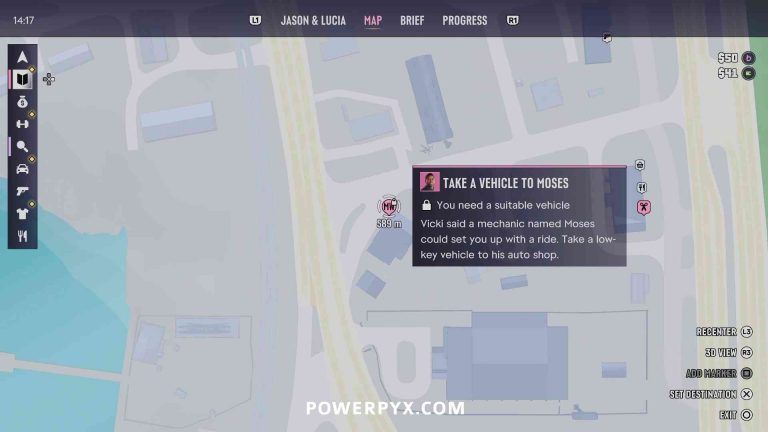 14:17
L1 JASON & LUCIA MAP BRIEF PROGRESS R1
$50
$41
TAKE A VEHICLE TO MOSES
You need a suitable vehicle
Vicki said a mechanic named Moses
could set you up with a ride. Take a low-
key vehicle to his auto shop.
589 m
RECENTER L3
3D VIEW R3
ADD MARKER
SET DESTINATION
EXIT
POWERPYX.COM